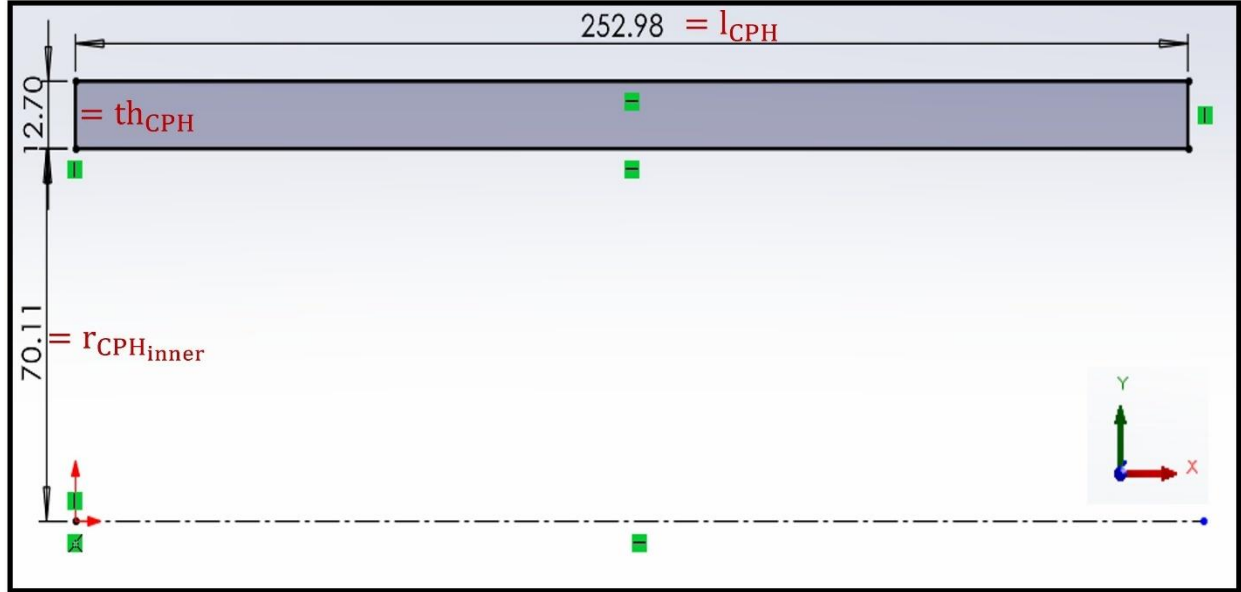 252.98 = l_CPH
12.70
= th_CPH
70.11
= r_CPH_inner
Y
X